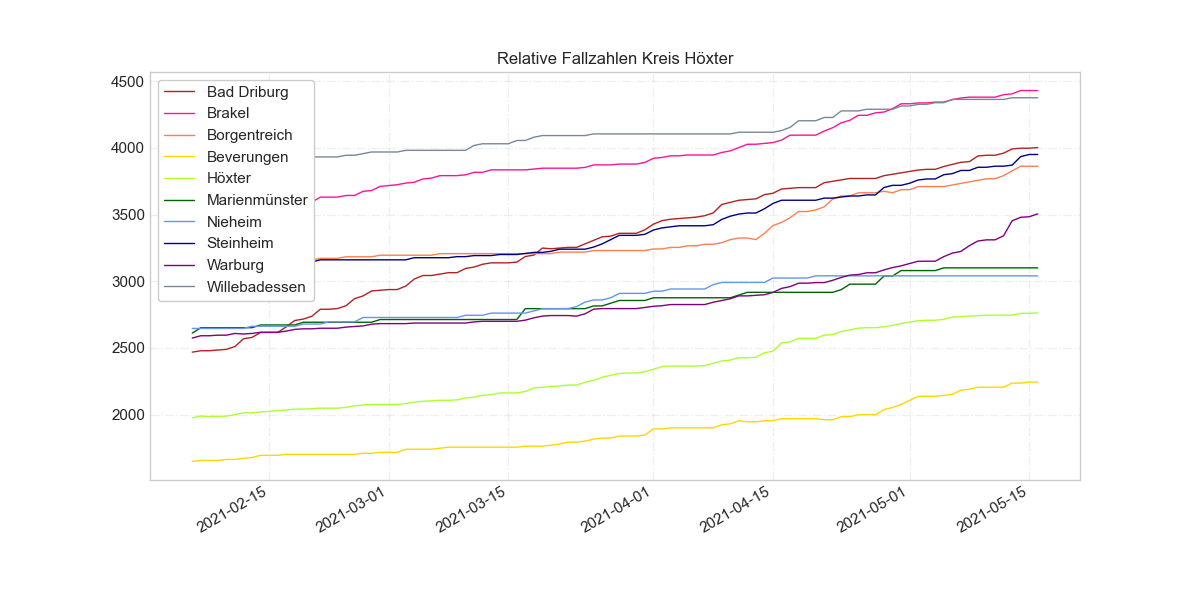 Relative Fallzahlen Kreis Höxter
4500
4000
3500
3000
2500
2000
Bad Driburg
Brakel
Borgentreich
Beverungen
Höxter
Marienmünster
Nieheim
Steinheim
Warburg
Willebadessen
2021-02-15
2021-03-01
2021-03-15
2021-04-01
2021-04-15
2021-05-01
2021-05-15